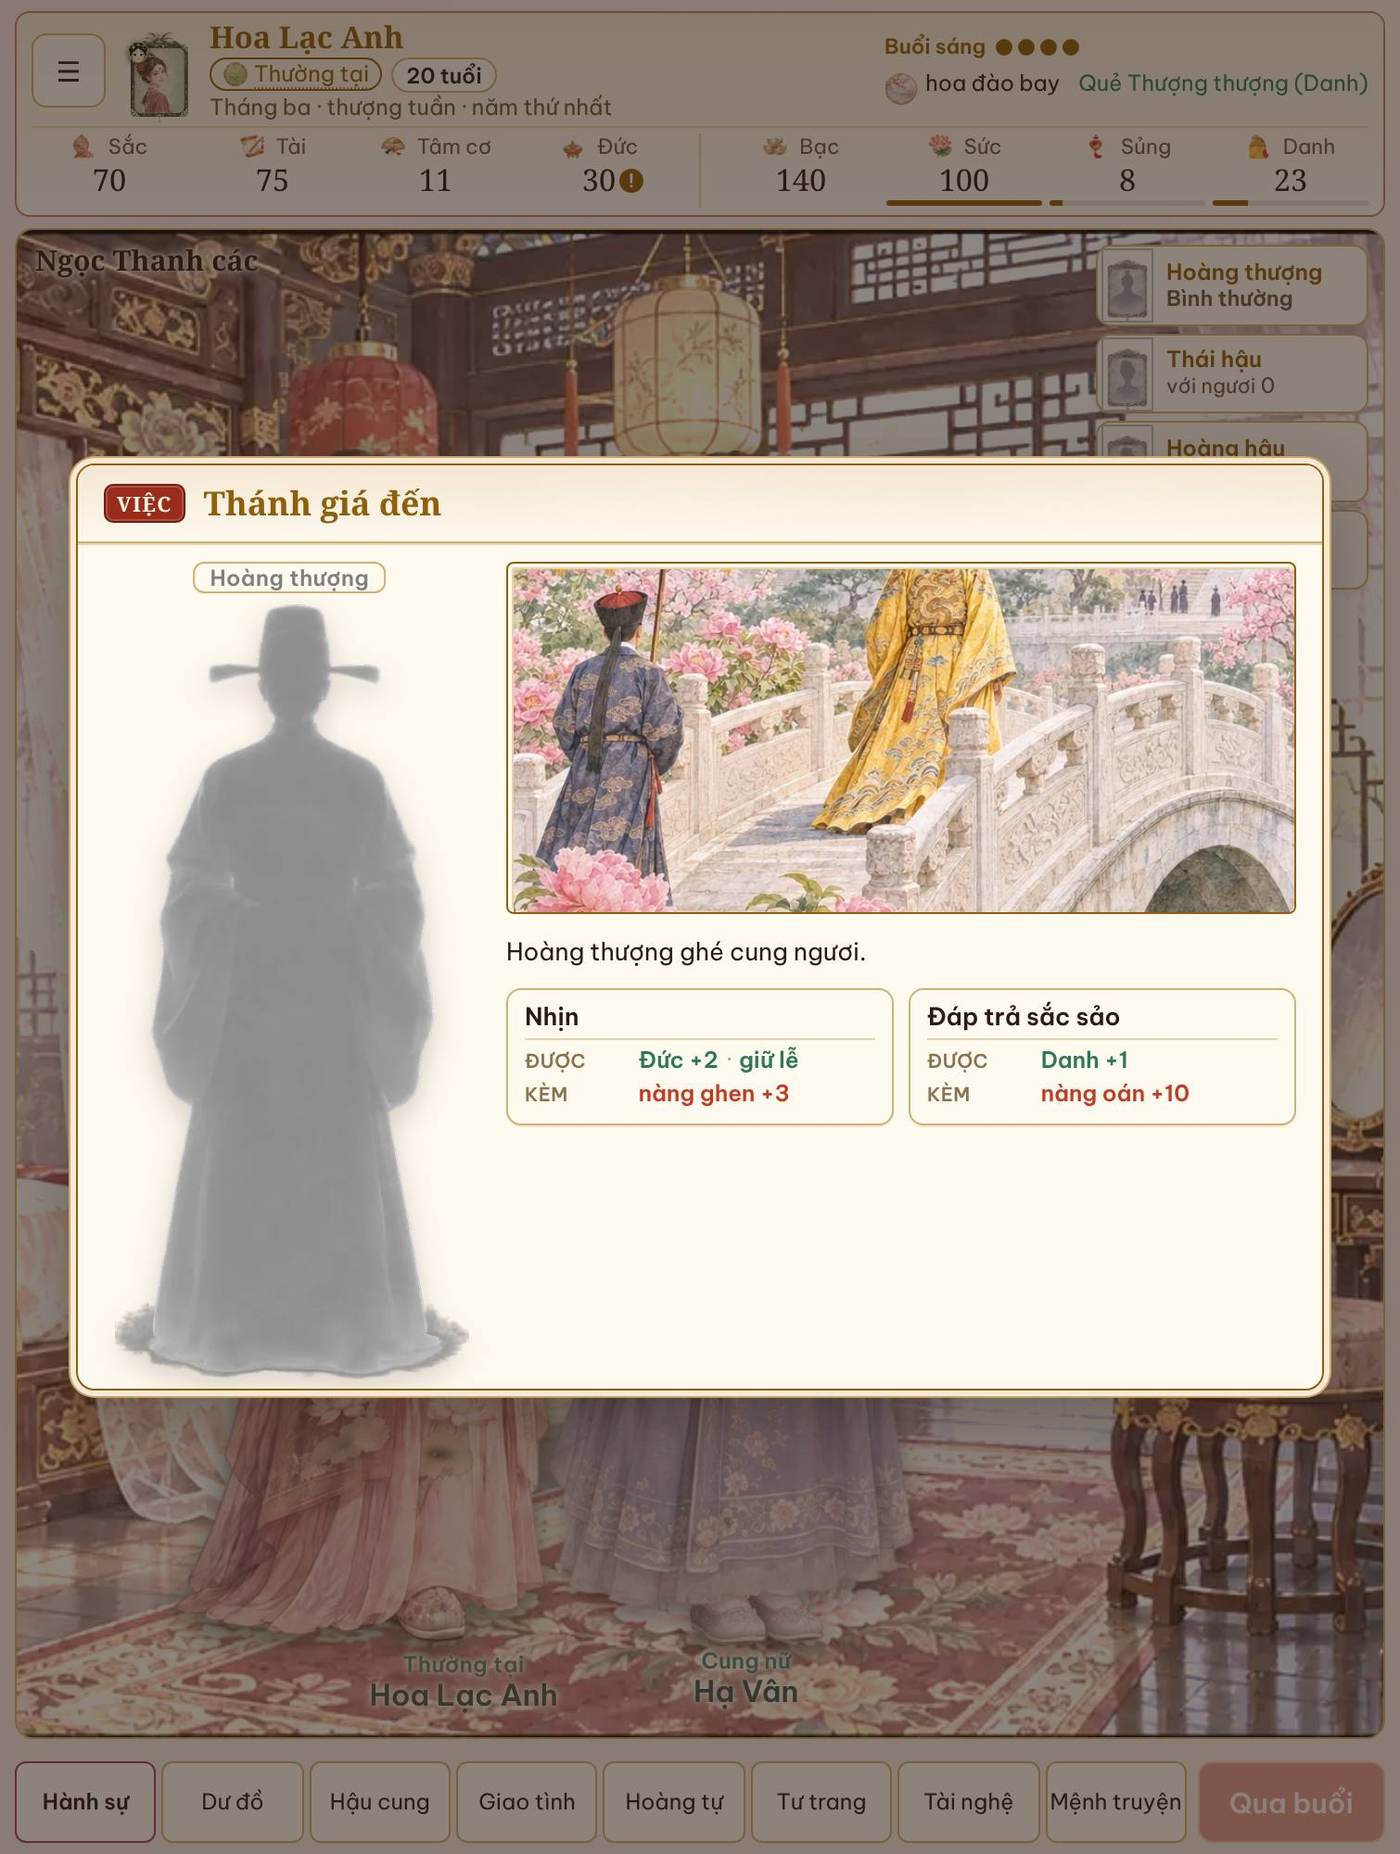 ☰
Hoa Lạc Anh
Thường tại
20 tuổi
Tháng ba · thượng tuần · năm thứ nhất
Buổi sáng
hoa đào bay Quẻ Thượng thượng (Danh)
Sắc Tài Tâm cơ Đức Bạc Sức Sủng Danh
70 75 11 30 ! 140 100 8 23
Ngọc Thanh các
Hoàng thượng
Bình thường
Thái hậu
với ngươi 0
Hoàng hậu
VIỆC Thánh giá đến
Hoàng thượng
Hoàng thượng ghé cung ngươi.
Nhịn
ĐƯỢC Đức +2 · giữ lễ
KÈM nàng ghen +3
Đáp trả sắc sảo
ĐƯỢC Danh +1
KÈM nàng oán +10
Thường tại
Hoa Lạc Anh
Cung nữ
Hạ Vân
Hành sự Dư đồ Hậu cung Giao tình Hoàng tự Tư trang Tài nghệ Mệnh truyện Qua buổi